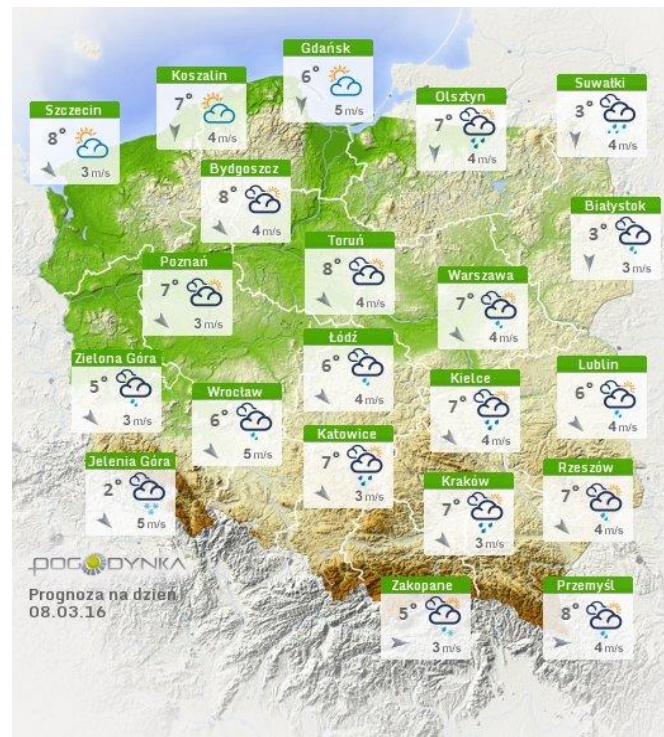 Gdańsk
6°
5 m/s
Koszalin
7°
4 m/s
Suwałki
3°
4 m/s
Olsztyn
7°
4 m/s
Szczecin
8°
3 m/s
Bydgoszcz
8°
4 m/s
Białystok
3°
3 m/s
Toruń
8°
4 m/s
Poznań
7°
3 m/s
Warszawa
7°
4 m/s
Łódź
6°
4 m/s
Zielona Góra
5°
3 m/s
Lublin
6°
4 m/s
Kielce
7°
4 m/s
Wrocław
6°
5 m/s
Katowice
7°
3 m/s
Jelenia Góra
2°
5 m/s
Rzeszów
7°
4 m/s
Kraków
7°
3 m/s
POGODYNKA
Prognoza na dzień
08.03.16
Zakopane
5°
3 m/s
Przemyśl
8°
4 m/s